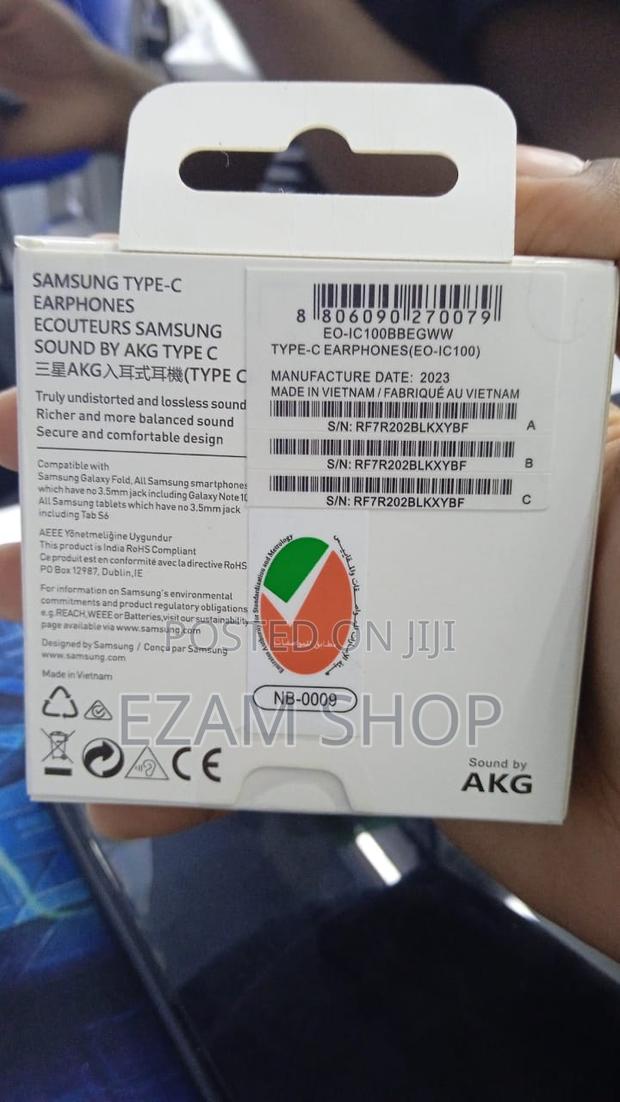 SAMSUNG TYPE-C
EARPHONES
ECOUTEURS SAMSUNG
SOUND BY AKG TYPE C
三星AKG入耳式耳機(TYPE C
Truly undistorted and lossless sound
Richer and more balanced sound
Secure and comfortable design
Compatible with
Samsung Galaxy Fold, All Samsung smartphones
which have no 3.5mm jack including Galaxy Note10
All Samsung tablets which have no 3.5mm jack
including Tab S6
AEEE Yönetmeliğine Uygundur
This product is India RoHS Compliant
Ce produit est en conformité avec la directive RoHS
PO Box 12987, Dublin,IE
For information on Samsung's environmental
commitments and product regulatory obligations,
e.g.REACH,WEEE or Batteries,visit our sustainability
page available via www.samsung.com
Designed by Samsung / Conçu par Samsung
www.samsung.com
Made in Vietnam
8 806090 270079
EO-IC100BBEGWW
TYPE-C EARPHONES(EO-IC100)
MANUFACTURE DATE: 2023
MADE IN VIETNAM / FABRIQUÉ AU VIETNAM
S/N: RF7R202BLKXYBF A
S/N: RF7R202BLKXYBF B
S/N: RF7R202BLKXYBF C
Emirates Authority for Standardization and Metrology
NB-0009
CE
Sound by
AKG
POSTED ON JIJI
EZAM SHOP